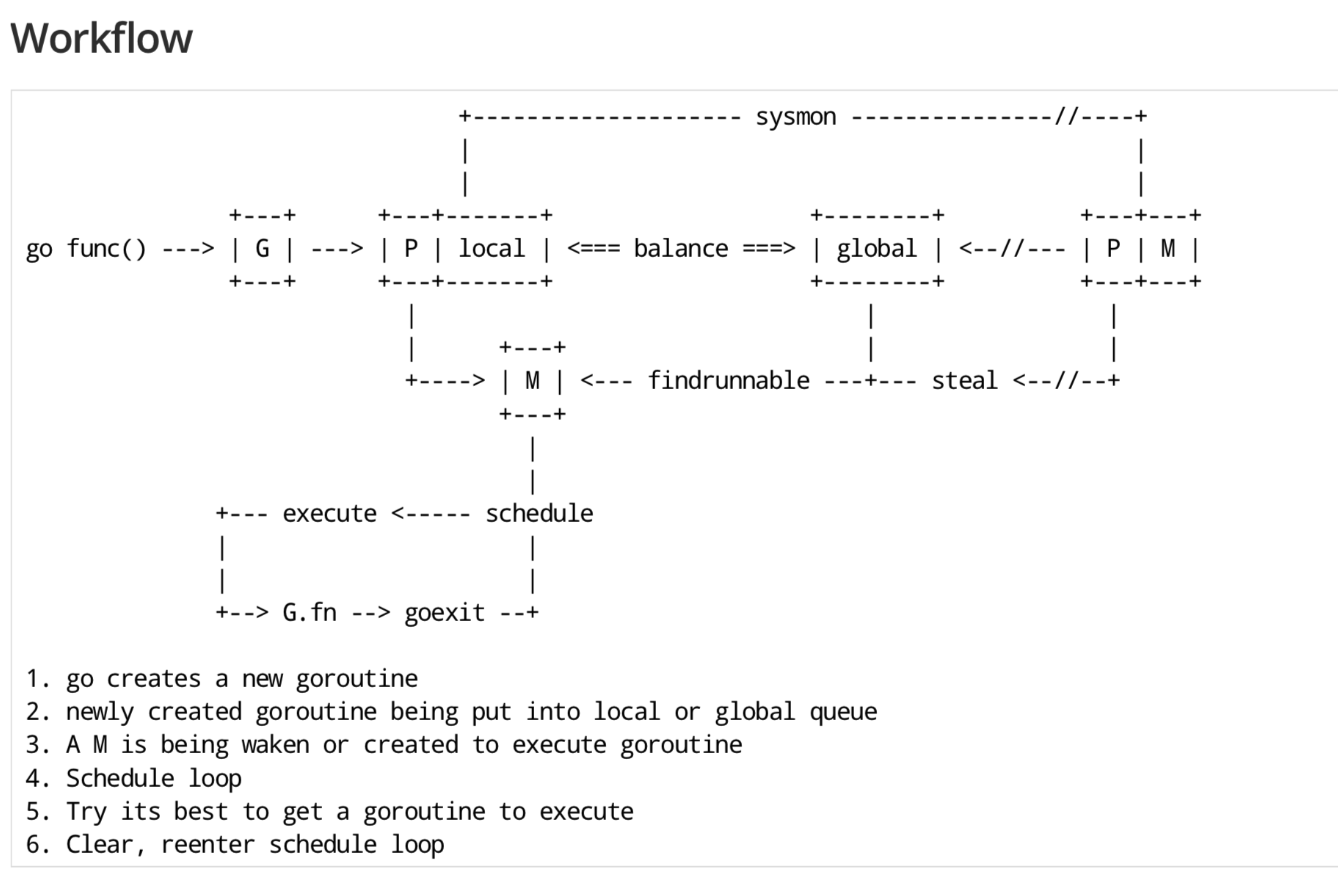 Workflow
+-------------------- sysmon ---------------//----+
|                                                 |
|                                                 |
+---+      +---+-------+                    +--------+          +---+---+
go func() ---> | G | ---> | P | local | <=== balance ===> | global | <--//--- | P | M |
+---+      +---+-------+                    +--------+          +---+---+
|                                  |                 |
|      +---+                       |                 |
+----> | M | <--- findrunnable ---+--- steal <--//--+
+---+
|
|
+--- execute <----- schedule
|                      |
|                      |
+--> G.fn --> goexit --+
1. go creates a new goroutine
2. newly created goroutine being put into local or global queue
3. A M is being waken or created to execute goroutine
4. Schedule loop
5. Try its best to get a goroutine to execute
6. Clear, reenter schedule loop